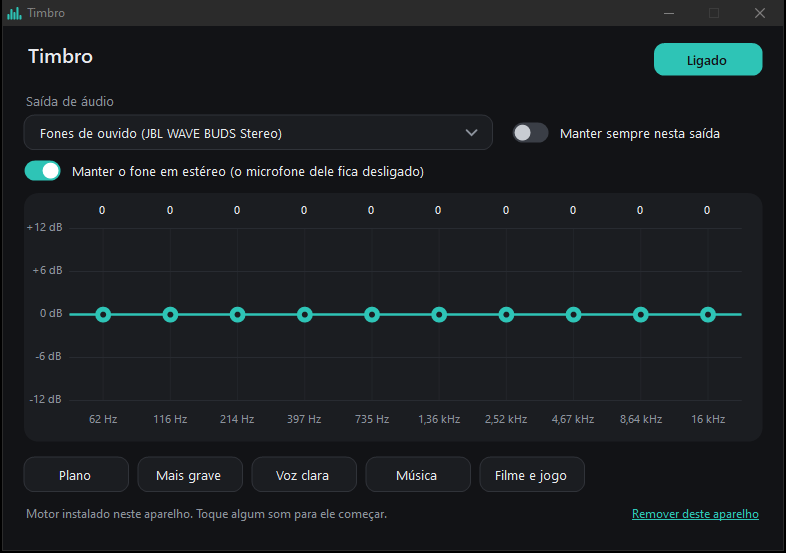 Timbro
Timbro
Ligado
Saída de áudio
Fones de ouvido (JBL WAVE BUDS Stereo)
Manter sempre nesta saída
Manter o fone em estéreo (o microfone dele fica desligado)
0 0 0 0 0 0 0 0 0 0
+12 dB
+6 dB
0 dB
-6 dB
-12 dB
62 Hz 116 Hz 214 Hz 397 Hz 735 Hz 1,36 kHz 2,52 kHz 4,67 kHz 8,64 kHz 16 kHz
Plano Mais grave Voz clara Música Filme e jogo
Motor instalado neste aparelho. Toque algum som para ele começar. Remover deste aparelho